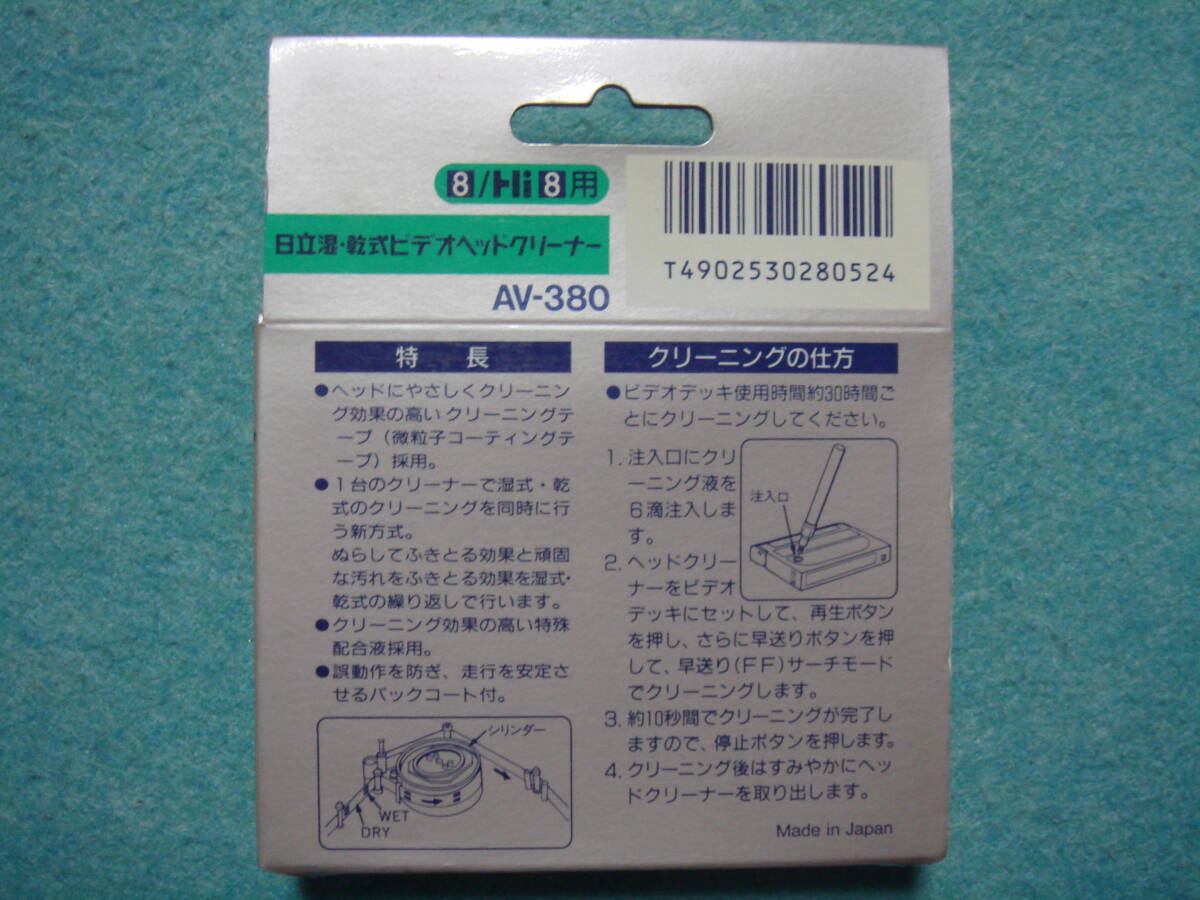 8/Hi8用
日立湿・乾式ビデオヘッドクリーナー
AV-380
T4902530280524
特 長
●ヘッドにやさしくクリーニン
グ効果の高いクリーニングテ
ープ（微粒子コーティングテ
ープ）採用。
●1台のクリーナーで湿式・乾
式のクリーニングを同時に行
う新方式。
ぬらしてふきとる効果と頑固
な汚れをふきとる効果を湿式・
乾式の繰り返しで行います。
●クリーニング効果の高い特殊
配合液採用。
●誤動作を防ぎ、走行を安定さ
せるバックコート付。
シリンダー
WET
DRY
クリーニングの仕方
●ビデオデッキ使用時間約30時間ご
とにクリーニングしてください。
1. 注入口にクリ
ーニング液を
6滴注入しま
す。
注入口
2. ヘッドクリー
ナーをビデオ
デッキにセットして、再生ボタン
を押し、さらに早送りボタンを押
して、早送り(FF)サーチモード
でクリーニングします。
3. 約10秒間でクリーニングが完了し
ますので、停止ボタンを押します。
4. クリーニング後はすみやかにヘッ
ドクリーナーを取り出します。
Made in Japan